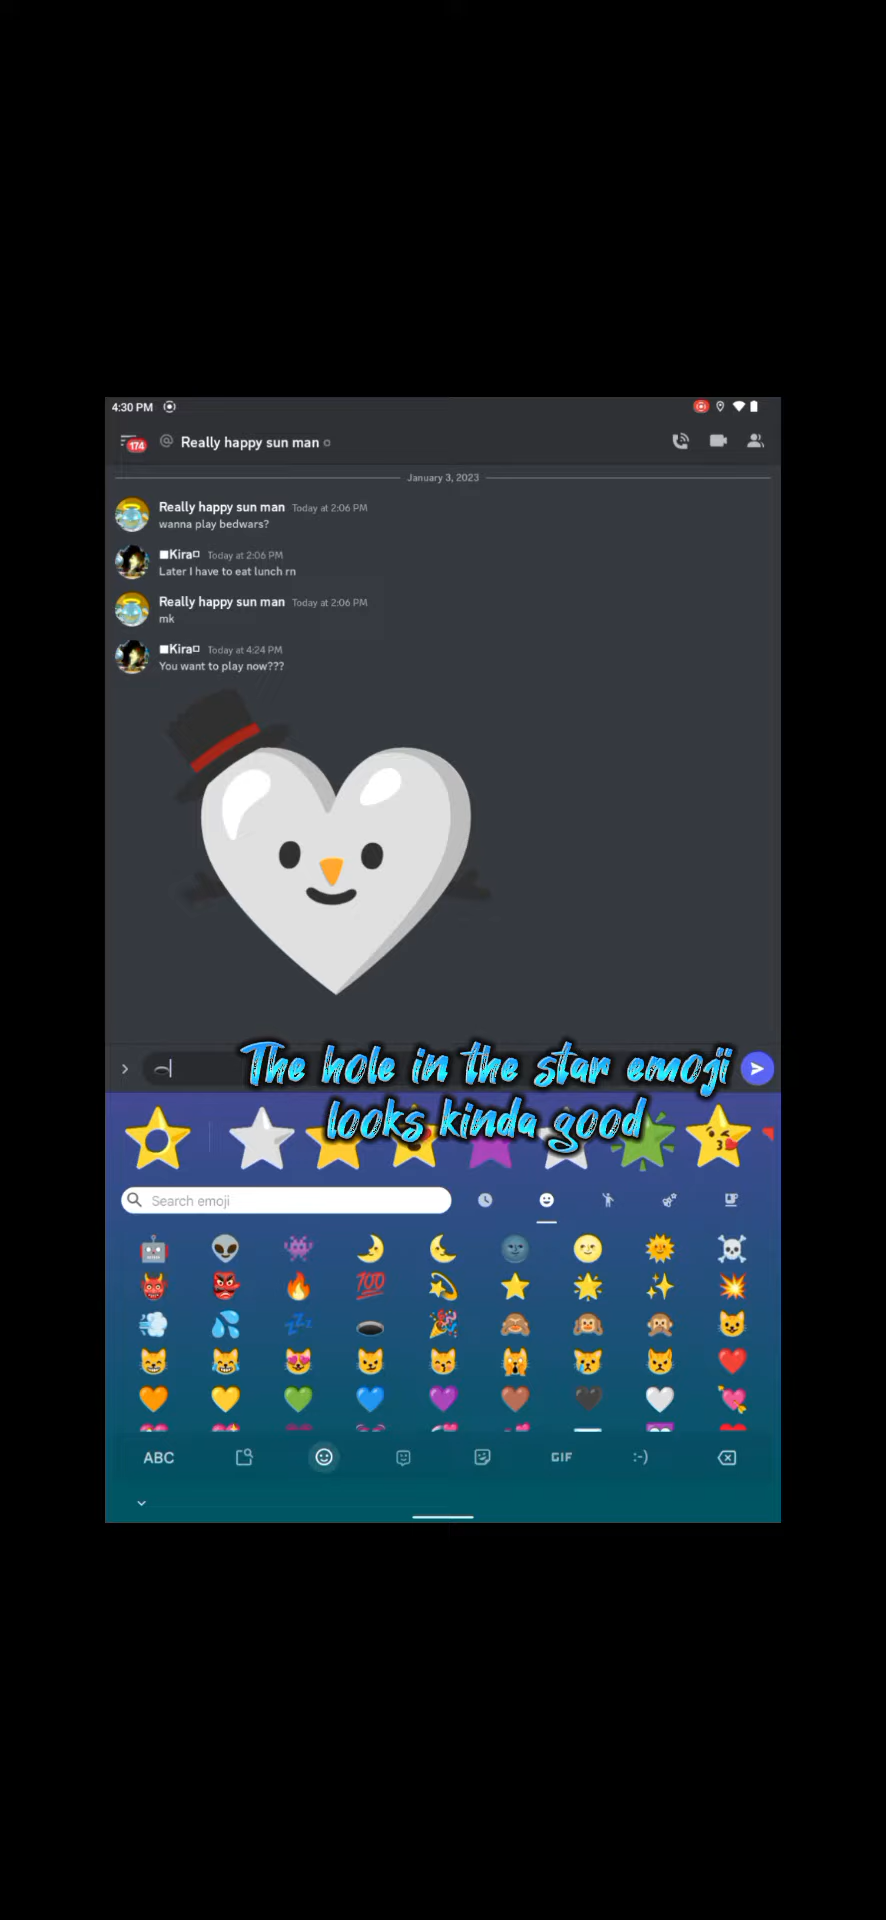 4:30 PM
174
@ Really happy sun man
January 3, 2023
Really happy sun man Today at 2:06 PM
wanna play bedwars?
Kira Today at 2:06 PM
Later I have to eat lunch rn
Really happy sun man Today at 2:06 PM
mk
Kira Today at 4:24 PM
You want to play now???
The hole in the star emoji
looks kinda good
Search emoji
100
zzz
ABC
GIF
:-)